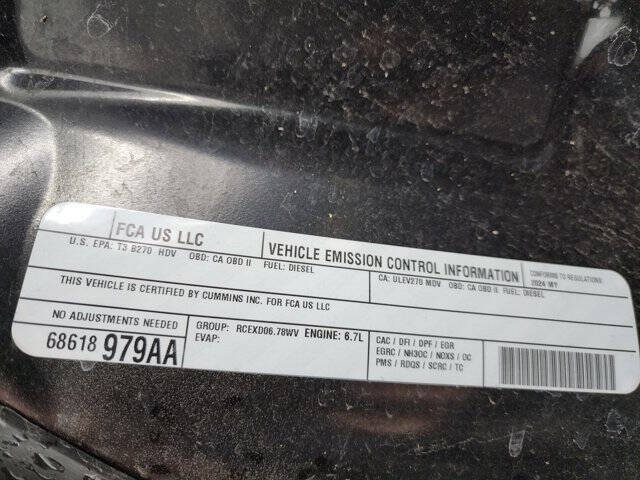 FCA US LLC
VEHICLE EMISSION CONTROL INFORMATION
CONFORMS TO REGULATIONS
2024 MY
U.S. EPA: T3 B270 HDV OBD: CA OBD II FUEL: DIESEL
CA: ULEV270 MDV OBD: CA OBD II FUEL: DIESEL
THIS VEHICLE IS CERTIFIED BY CUMMINS INC. FOR FCA US LLC
NO ADJUSTMENTS NEEDED
68618 979AA
GROUP: RCEXD06.78WV ENGINE: 6.7L
EVAP:
CAC / DFI / DPF / EGR
EGRC / NH3OC / NOXS / OC
PMS / RDQS / SCRC / TC